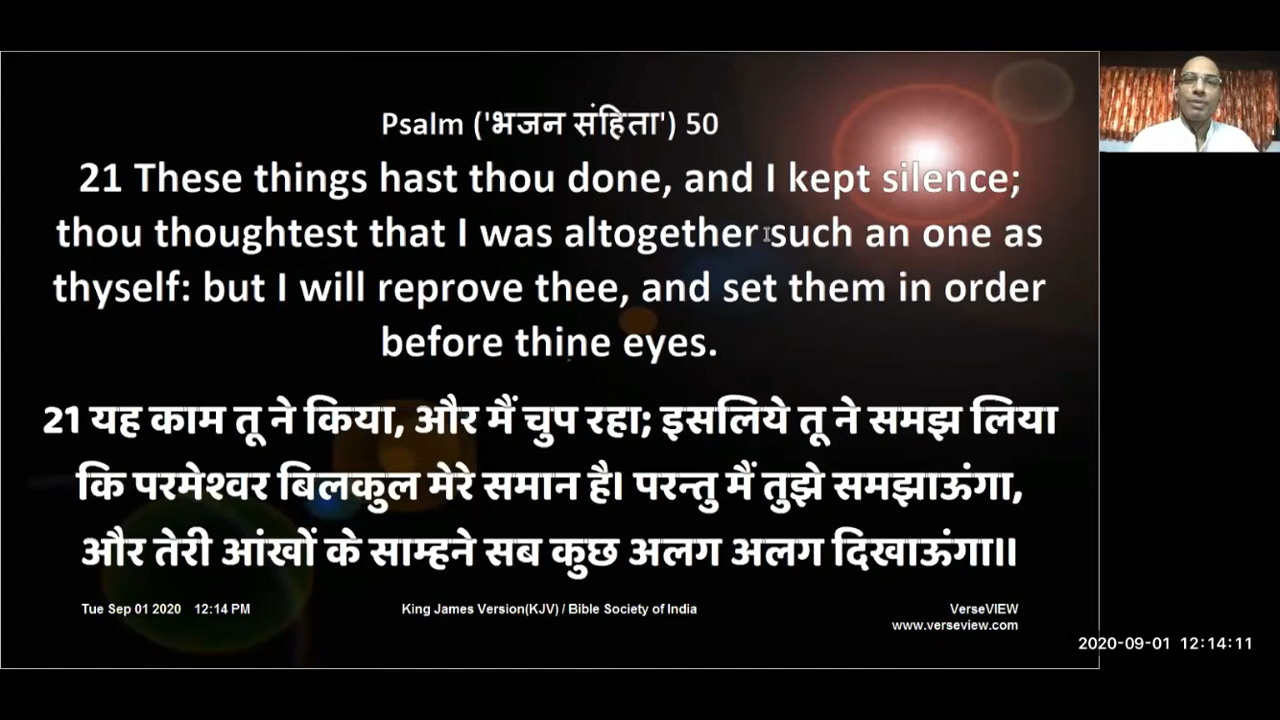 Psalm ('भजन संहिता') 50
21 These things hast thou done, and I kept silence;
thou thoughtest that I was altogether such an one as
thyself: but I will reprove thee, and set them in order
before thine eyes.
21 यह काम तू ने किया, और मैं चुप रहा; इसलिये तू ने समझ लिया
कि परमेश्वर बिलकुल मेरे समान है। परन्तु मैं तुझे समझाऊंगा,
और तेरी आंखों के साम्हने सब कुछ अलग अलग दिखाऊंगा॥
Tue Sep 01 2020 12:14 PM
King James Version(KJV) / Bible Society of India
VerseVIEW
www.verseview.com
2020-09-01 12:14:11